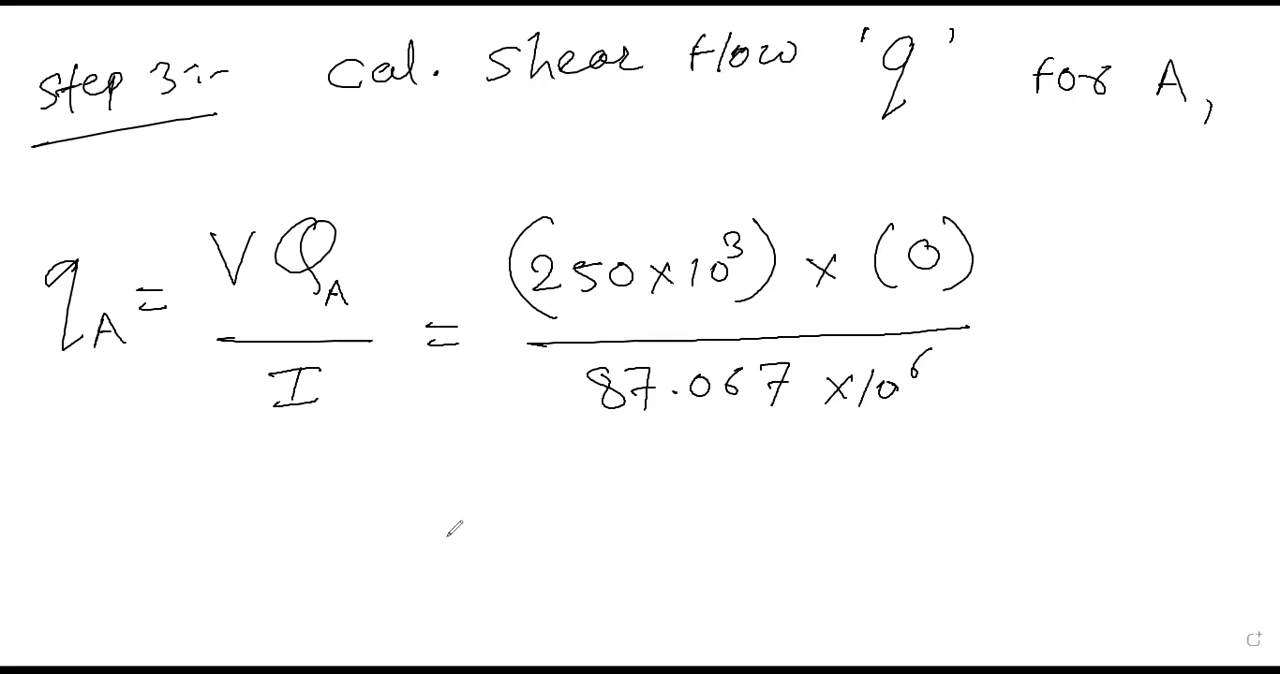 Step 3:- Cal. Shear flow 'q' for A,
q_A = VQ_A / I = (250×10³) × (0) / 87.067 ×10⁶